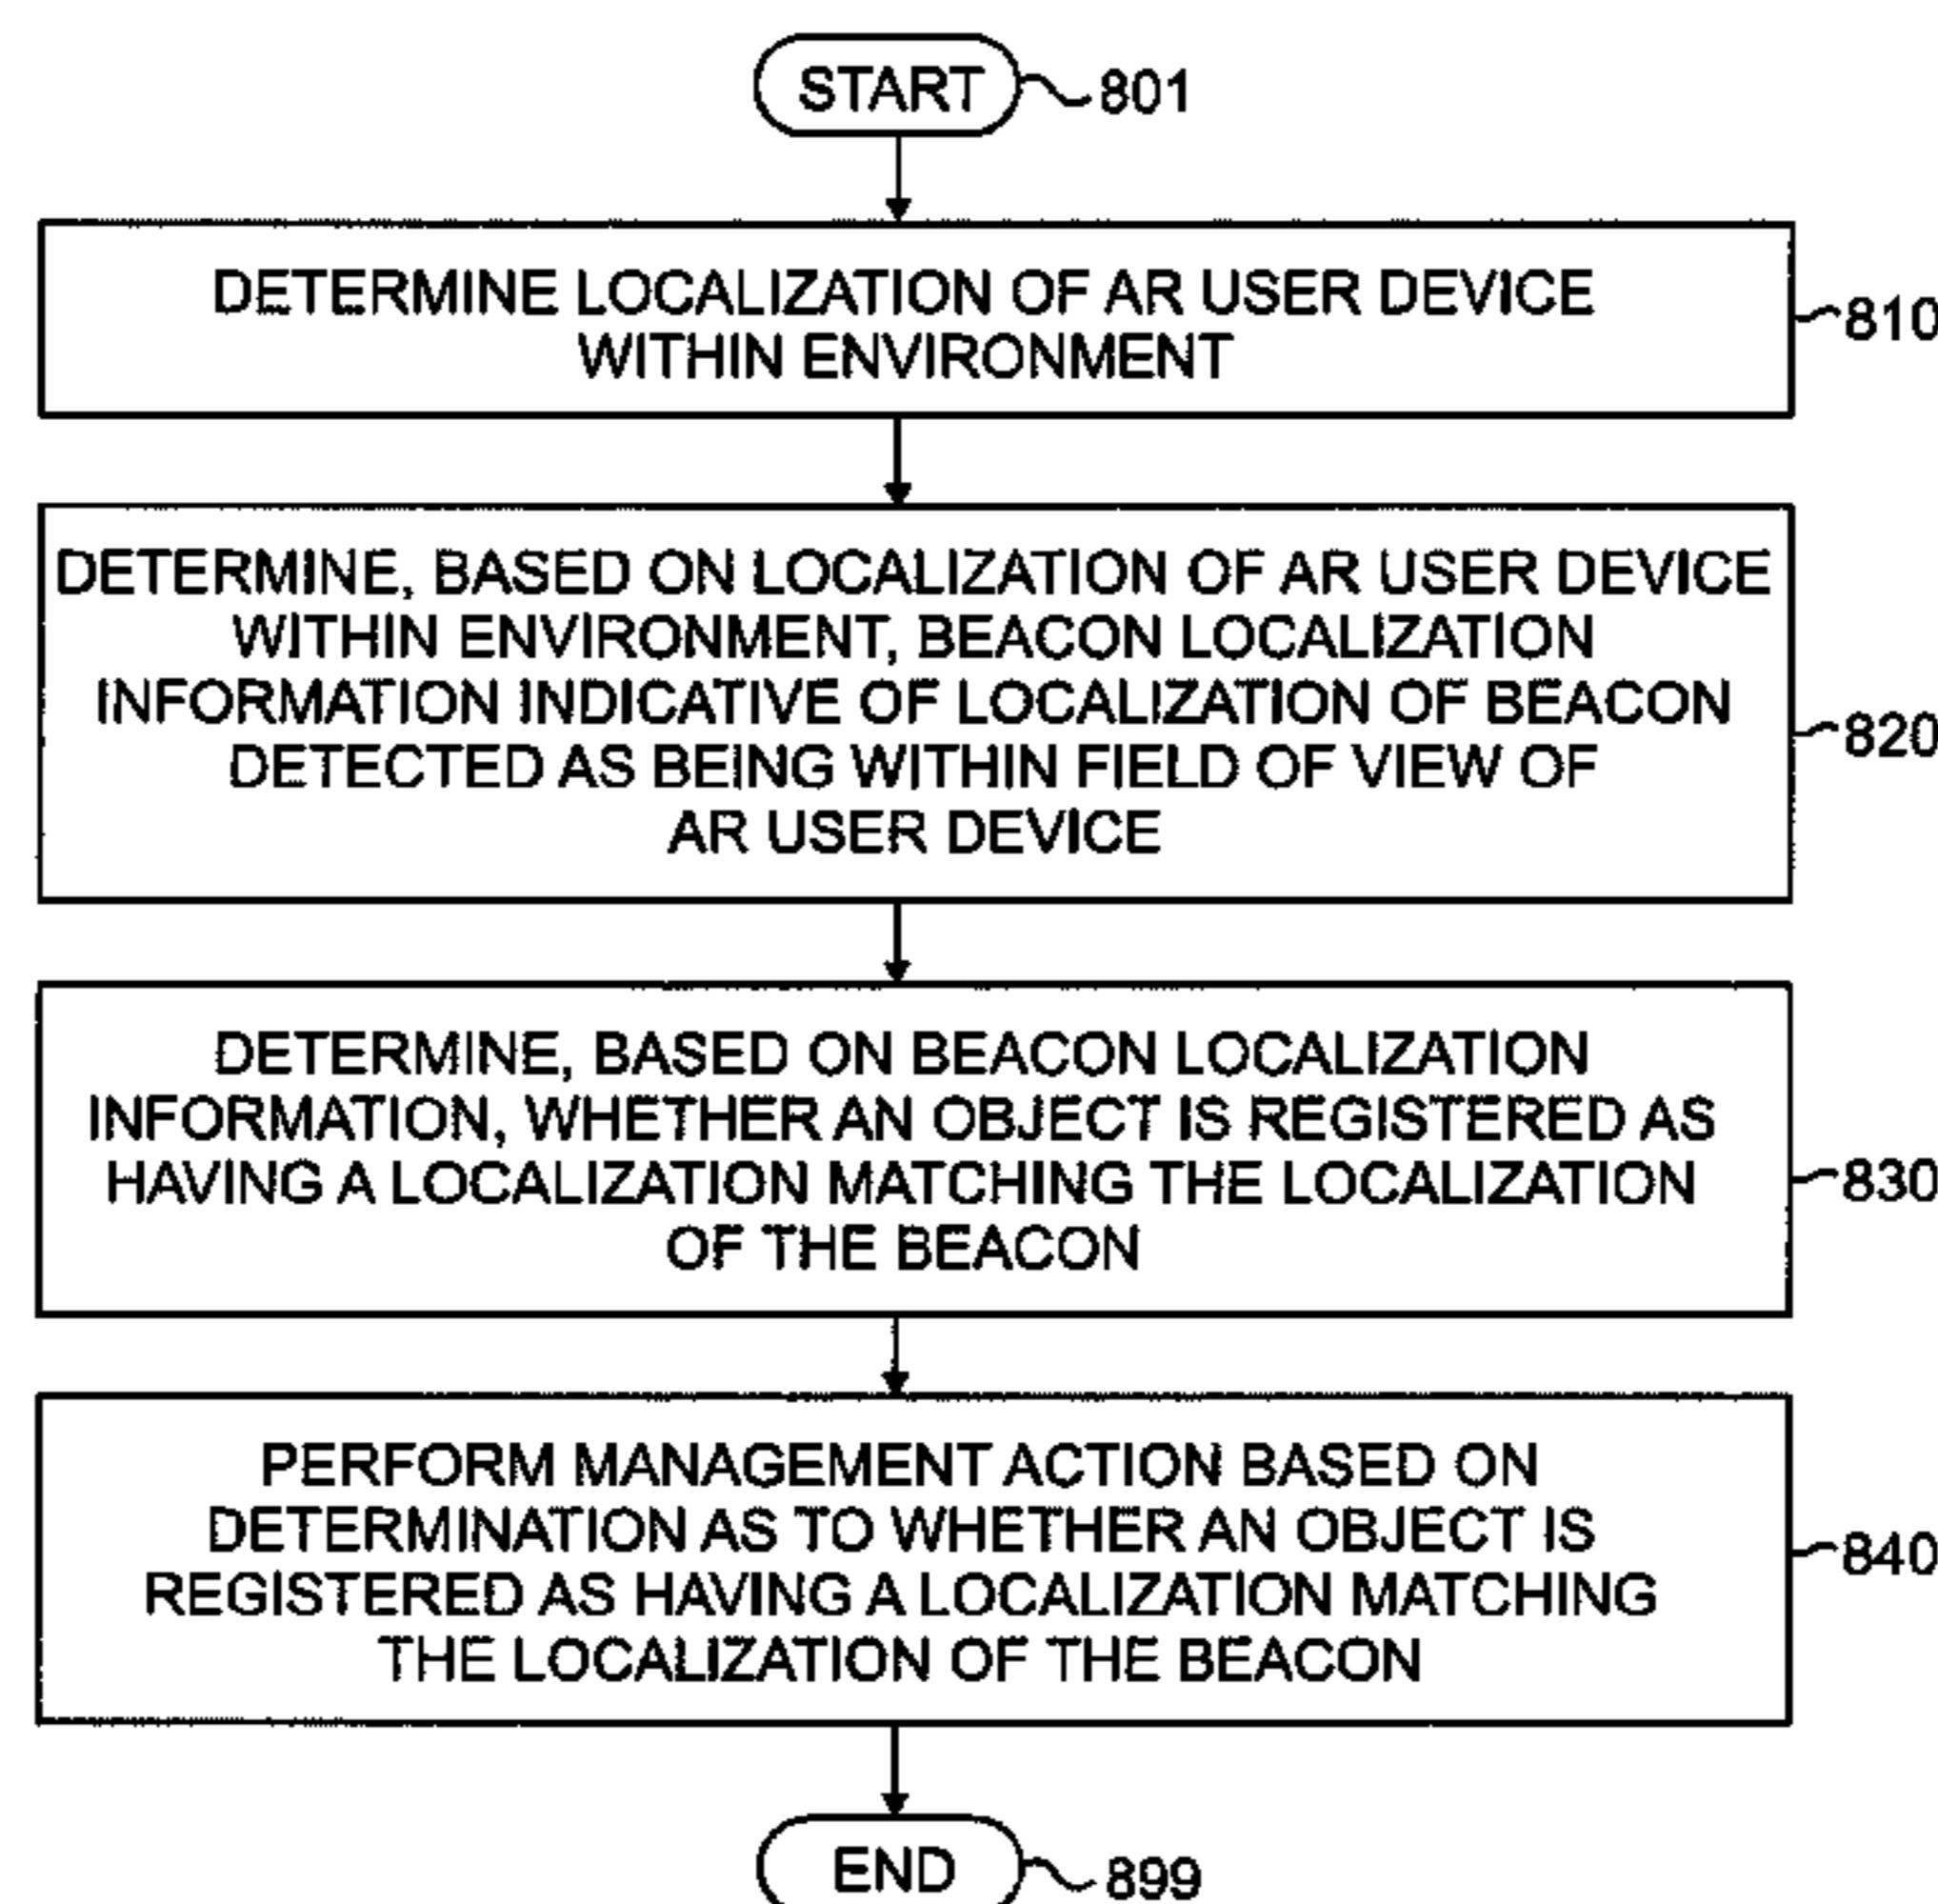 START
801
DETERMINE LOCALIZATION OF AR USER DEVICE
WITHIN ENVIRONMENT
810
DETERMINE, BASED ON LOCALIZATION OF AR USER DEVICE
WITHIN ENVIRONMENT, BEACON LOCALIZATION
INFORMATION INDICATIVE OF LOCALIZATION OF BEACON
DETECTED AS BEING WITHIN FIELD OF VIEW OF
AR USER DEVICE
820
DETERMINE, BASED ON BEACON LOCALIZATION
INFORMATION, WHETHER AN OBJECT IS REGISTERED AS
HAVING A LOCALIZATION MATCHING THE LOCALIZATION
OF THE BEACON
830
PERFORM MANAGEMENT ACTION BASED ON
DETERMINATION AS TO WHETHER AN OBJECT IS
REGISTERED AS HAVING A LOCALIZATION MATCHING
THE LOCALIZATION OF THE BEACON
840
END
899